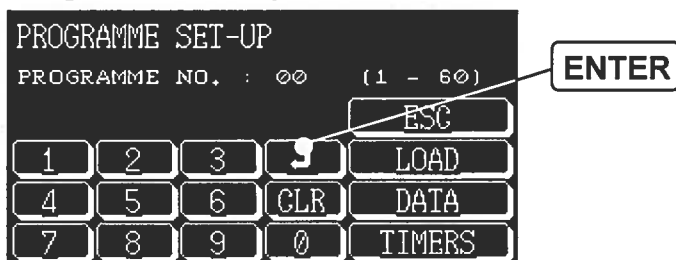 PROGRAMME SET-UP
PROGRAMME NO. : 00 (1 - 60)
ENTER
ESC
1 2 3 LOAD
4 5 6 CLR DATA
7 8 9 0 TIMERS